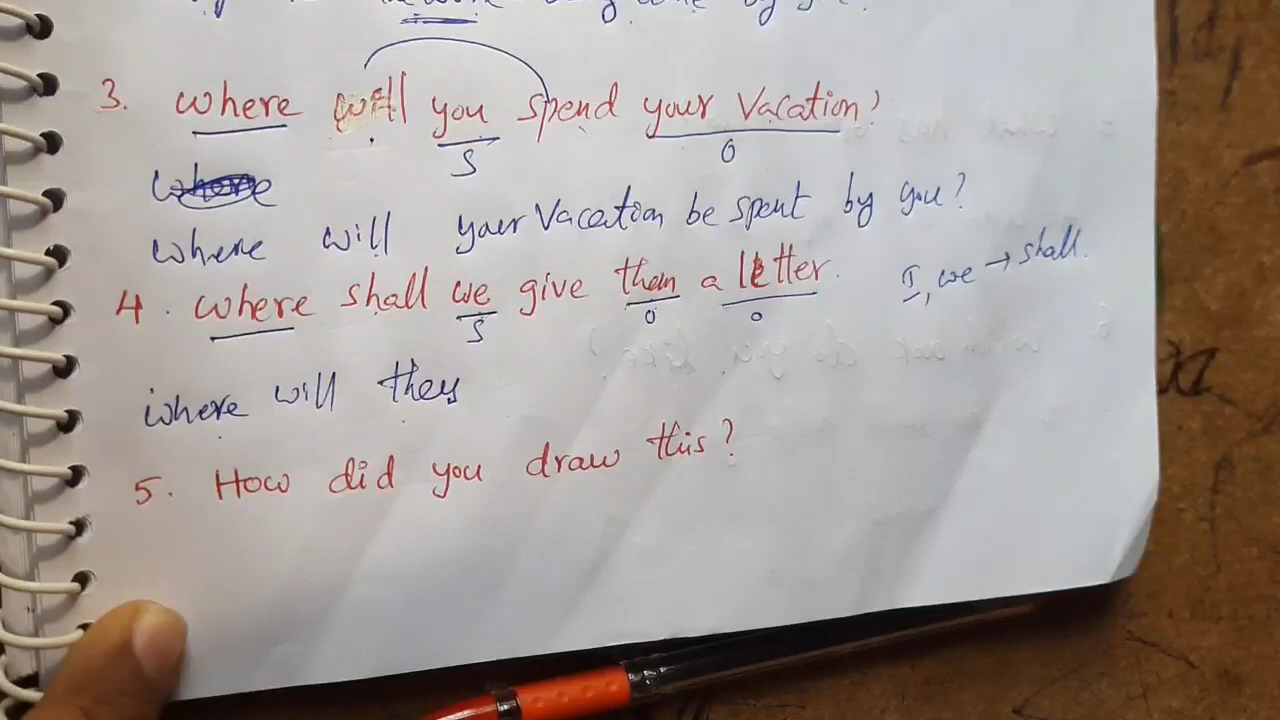 3. Where will you spend your Vacation?
S O
Where will your Vacation be spent by you?
4. Where shall we give them a letter. I, we → shall.
S O O
where will they
5. How did you draw this?